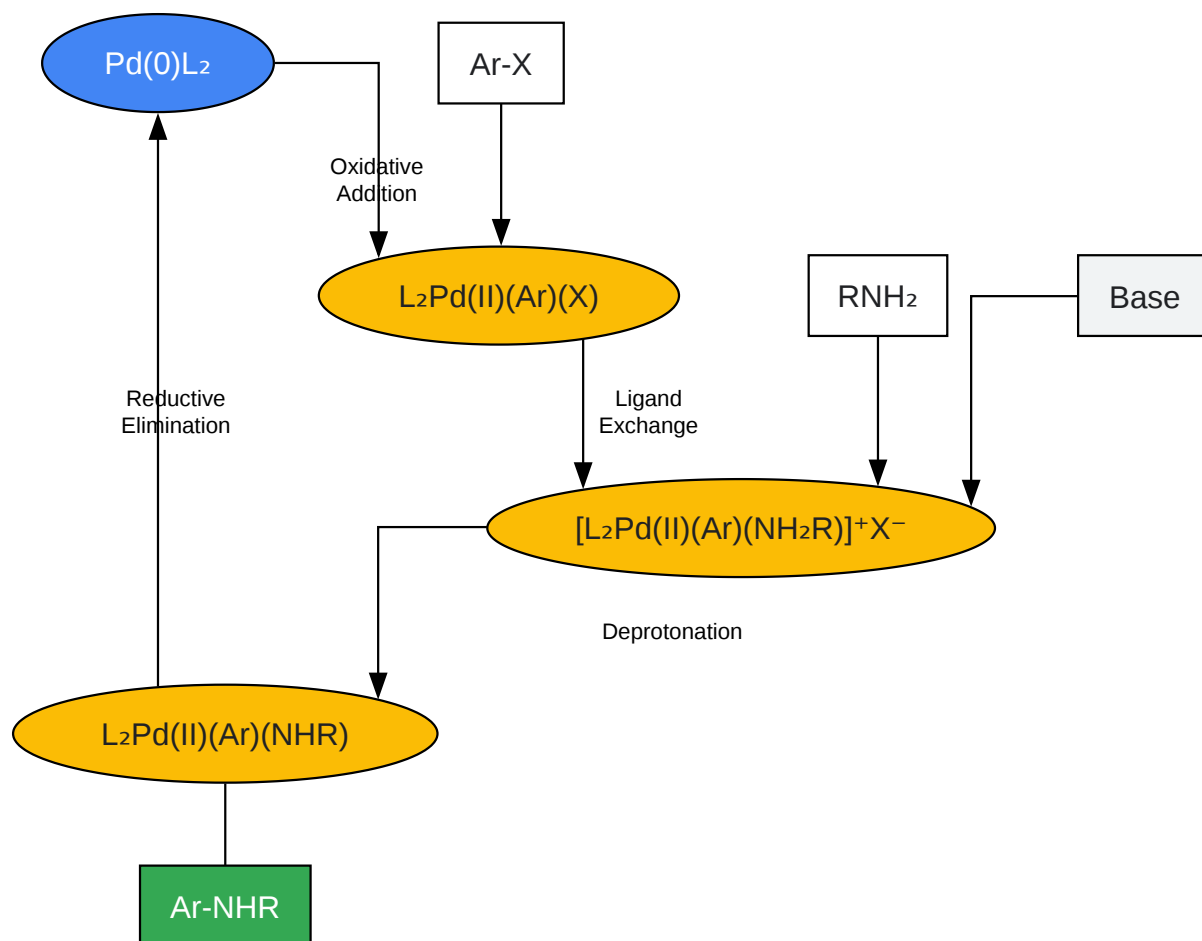 Pd(0)L₂
Ar-X
Oxidative
Addition
L₂Pd(II)(Ar)(X)
RNH₂
Base
Reductive
Elimination
Ligand
Exchange
[L₂Pd(II)(Ar)(NH₂R)]⁺X⁻
Deprotonation
L₂Pd(II)(Ar)(NHR)
Ar-NHR